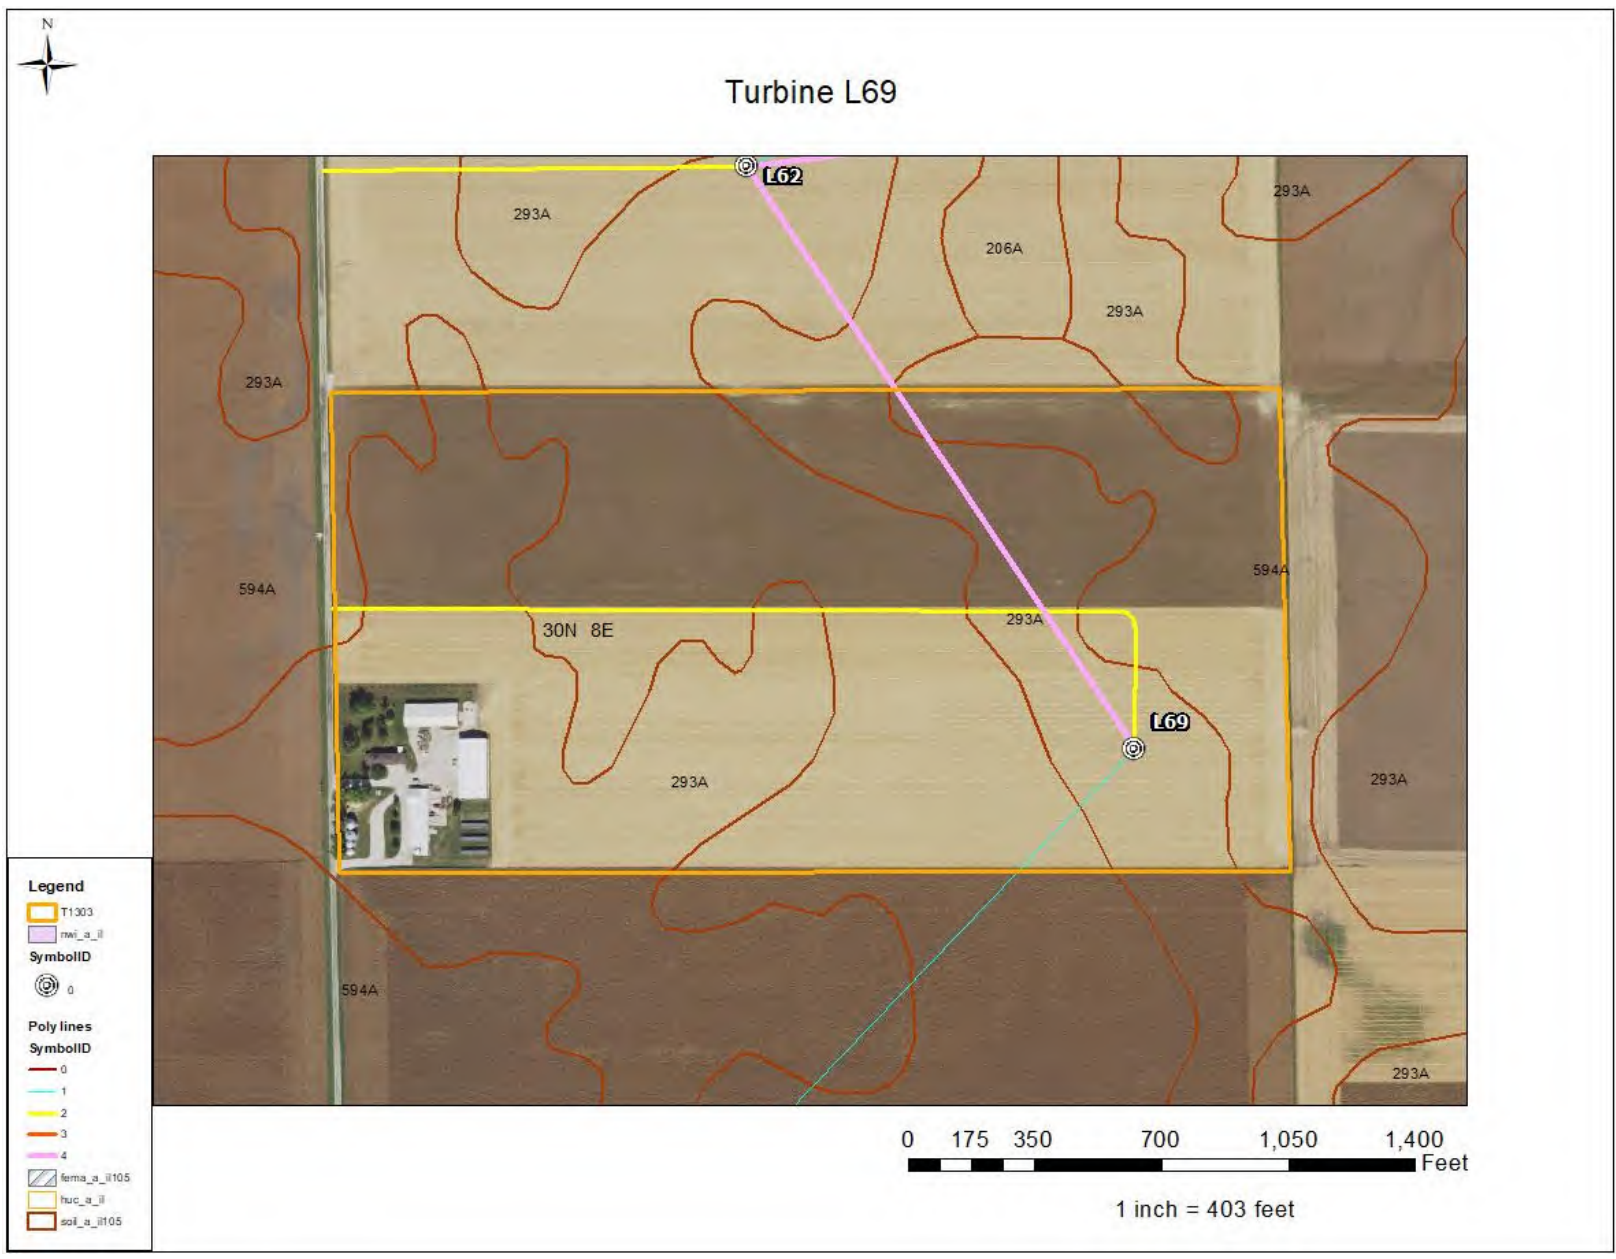 N
Turbine L69
L62
293A
293A
206A
293A
293A
594A
594A
293A
30N 8E
L69
293A
293A
594A
293A
Legend
T1303
nwi_a_il
SymbolID
0
Poly lines
SymbolID
0
1
2
3
4
fema_a_il105
huc_a_il
soil_a_il105
0 175 350 700 1,050 1,400
Feet
1 inch = 403 feet